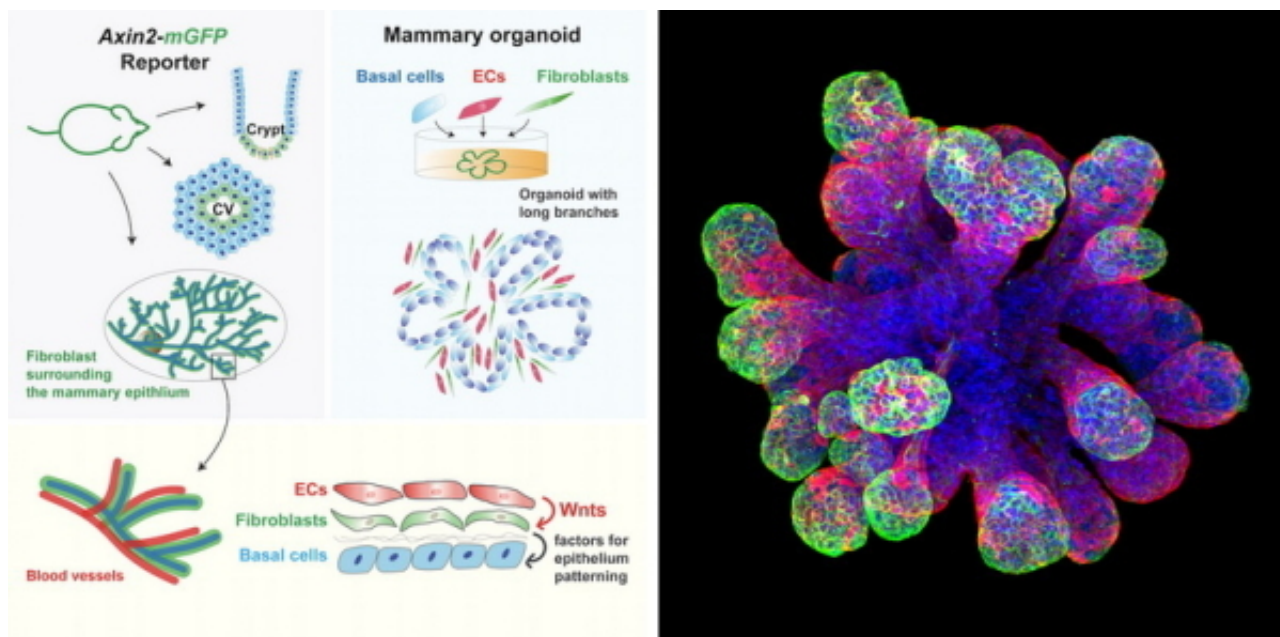 Axin2-mGFP
Reporter
Crypt
CV
Fibroblast
surrounding
the mammary epithlium
Mammary organoid
Basal cells ECs Fibroblasts
Organoid with
long branches
Blood vessels
ECs
Fibroblasts
Basal cells
Wnts
factors for
epithelium
patterning